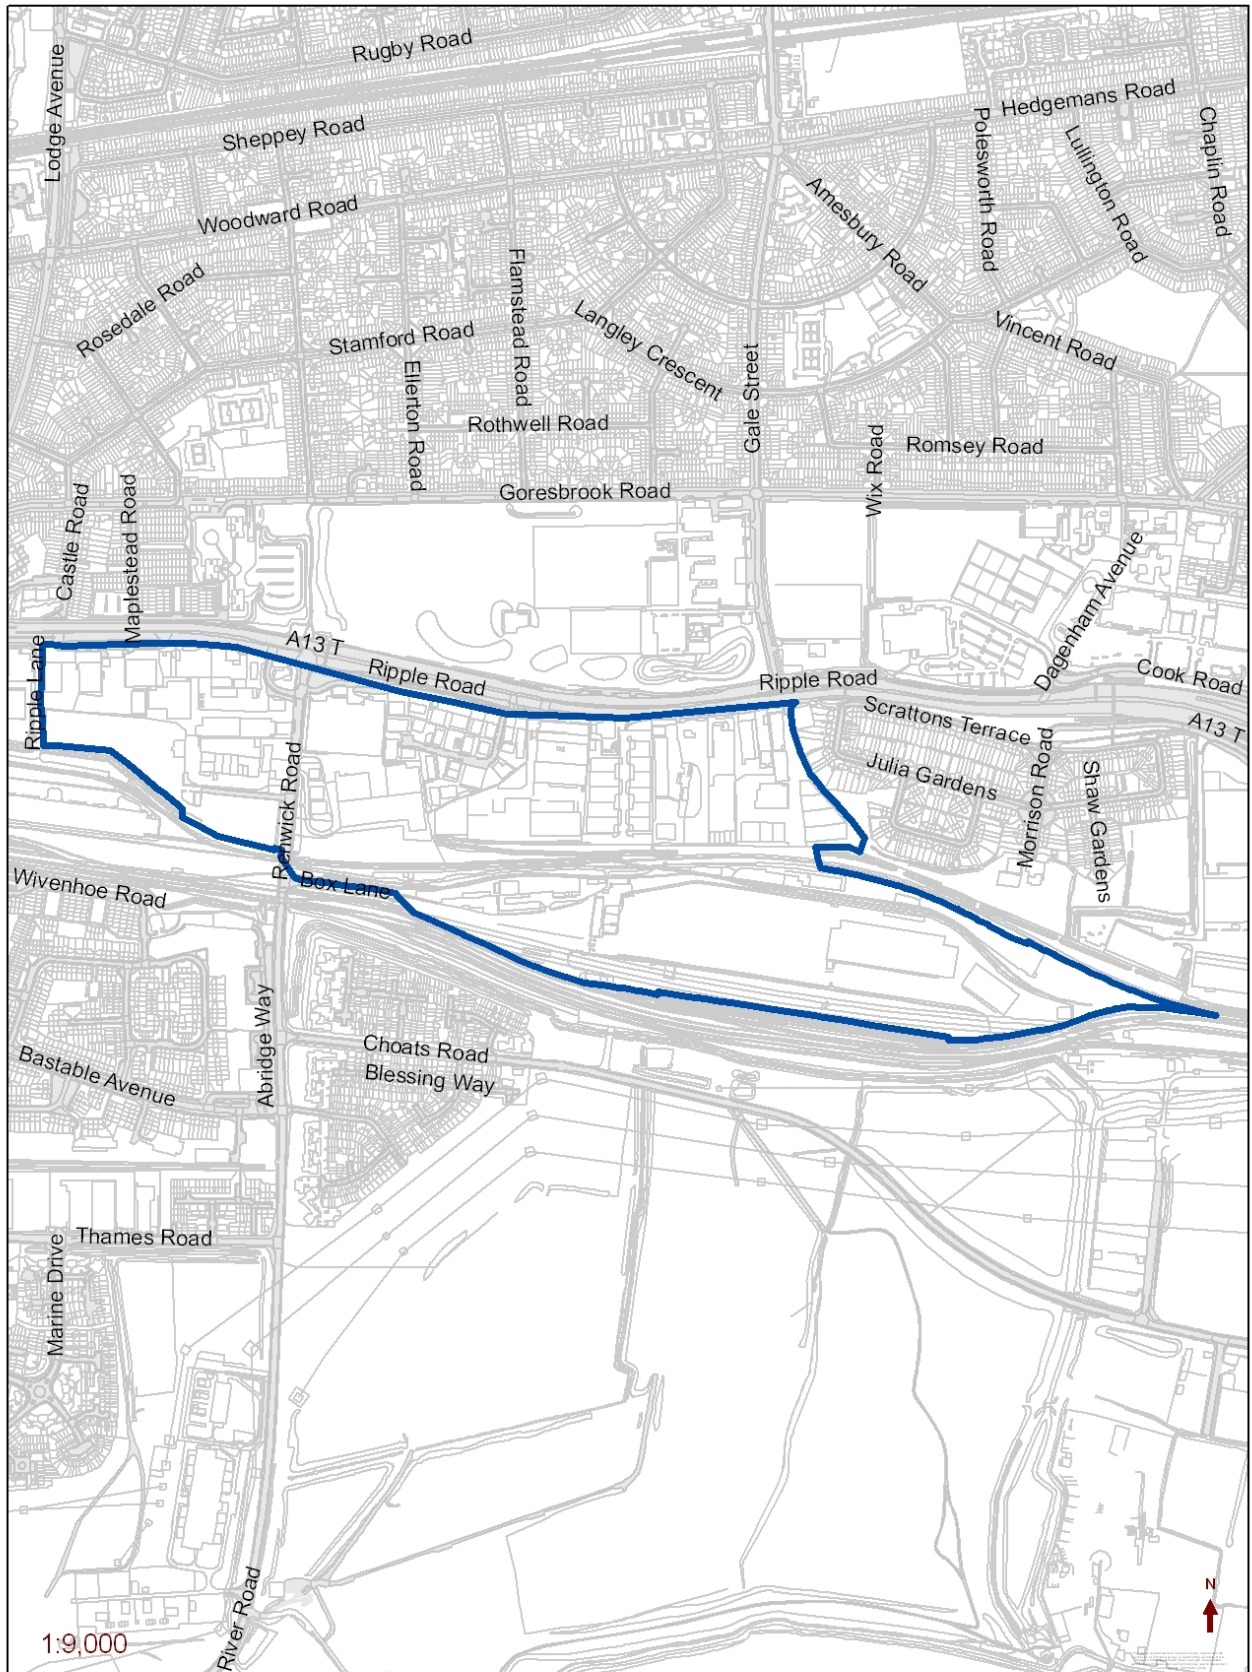 Rugby Road
Lodge Avenue
Sheppey Road
Hedgemans Road
Polesworth Road
Lullington Road
Chaplin Road
Woodward Road
Amesbury Road
Rosedale Road
Flamstead Road
Stamford Road
Langley Crescent
Vincent Road
Ellerton Road
Gale Street
Rothwell Road
Wix Road
Romsey Road
Goresbrook Road
Castle Road
Maplestead Road
Dagenham Avenue
A13 T
Ripple Lane
Ripple Road
Ripple Road
Cook Road
Scrattons Terrace
A13 T
Julia Gardens
Morrison Road
Shaw Gardens
Renwick Road
Box Lane
Wivenhoe Road
Abridge Way
Choats Road
Blessing Way
Bastable Avenue
Thames Road
Marine Drive
River Road
N
1:9,000